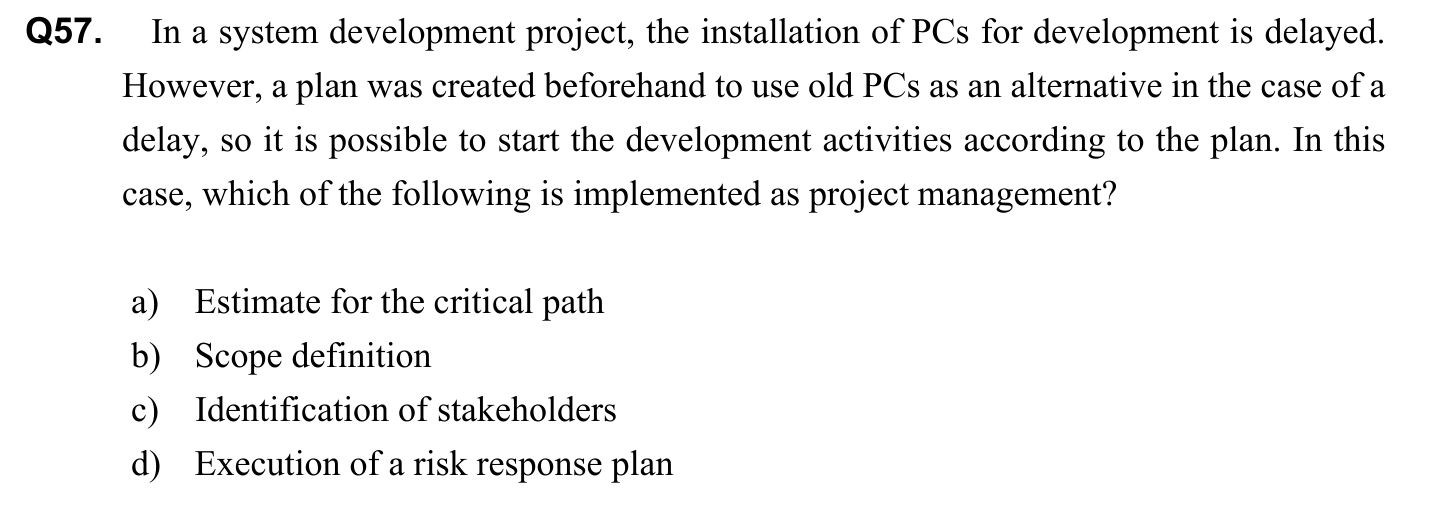 Q57. In a system development project, the installation of PCs for development is delayed.
However, a plan was created beforehand to use old PCs as an alternative in the case of a
delay, so it is possible to start the development activities according to the plan. In this
case, which of the following is implemented as project management?
a) Estimate for the critical path
b) Scope definition
c) Identification of stakeholders
d) Execution of a risk response plan